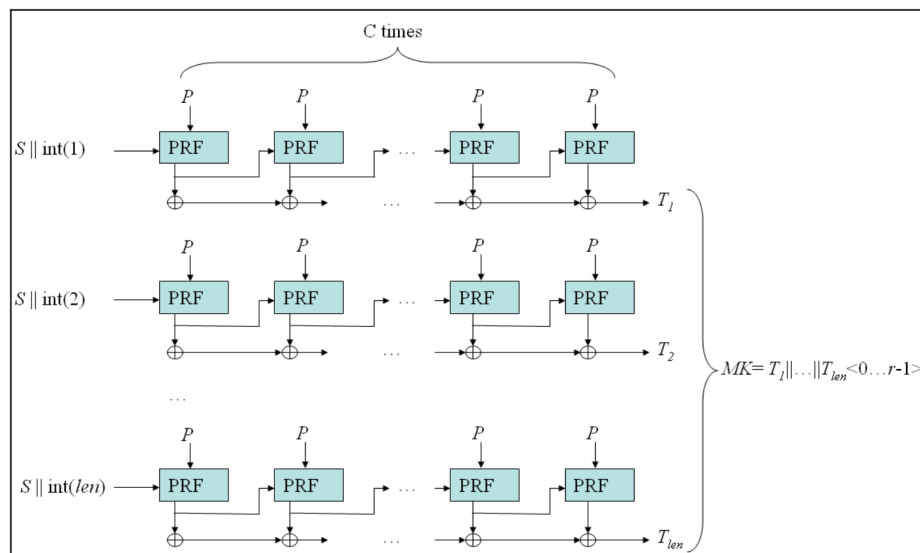 C times
P P P P
S || int(1) PRF PRF … PRF PRF
… T1
P P P P
S || int(2) PRF PRF … PRF PRF
… T2
MK= T1||…||Tlen<0…r-1>
…
P P P P
S || int(len) PRF PRF … PRF PRF
… Tlen